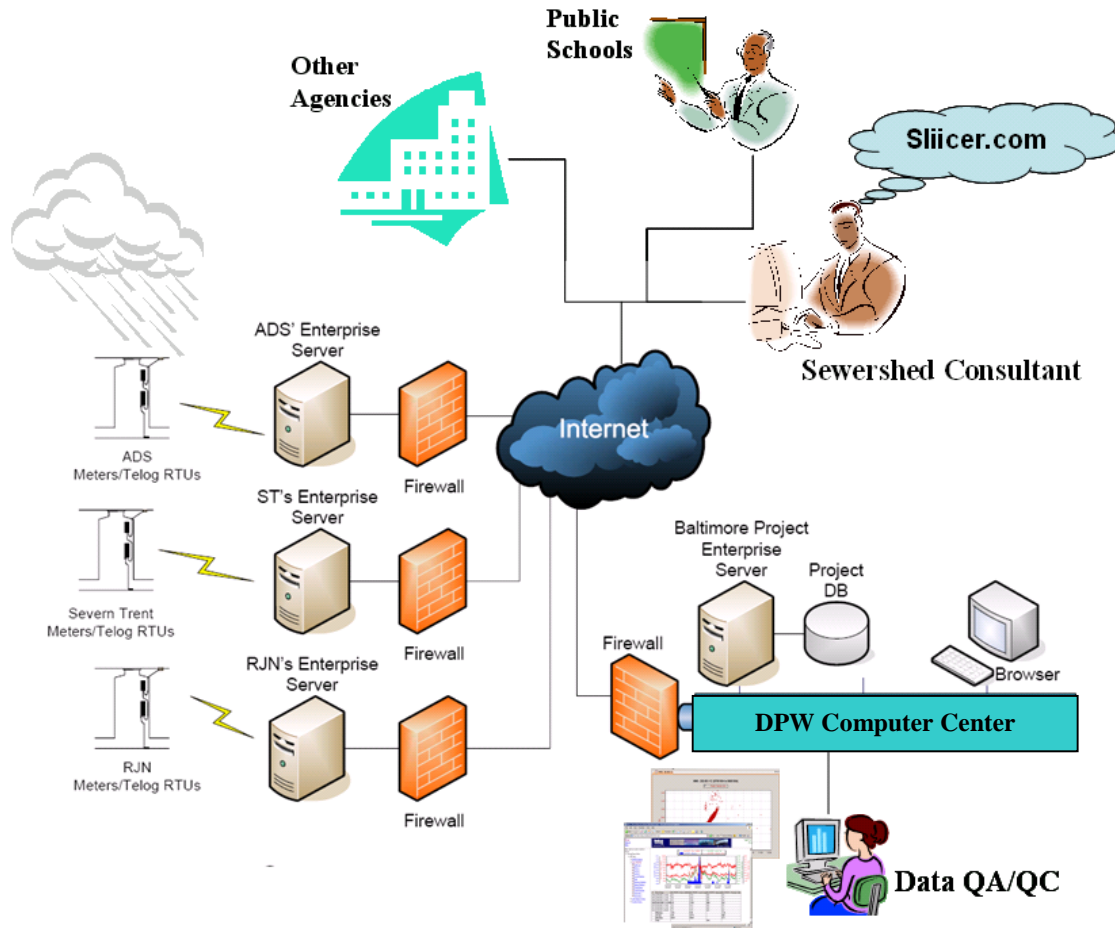 Public
Schools
Other
Agencies
Sliicer.com
Sewershed Consultant
ADS' Enterprise
Server
ADS
Meters/Telog RTUs
Firewall
Internet
ST's Enterprise
Server
Severn Trent
Meters/Telog RTUs
Firewall
RJN's Enterprise
Server
RJN
Meters/Telog RTUs
Firewall
Baltimore Project
Enterprise
Server
Project
DB
Firewall
Browser
DPW Computer Center
Data QA/QC